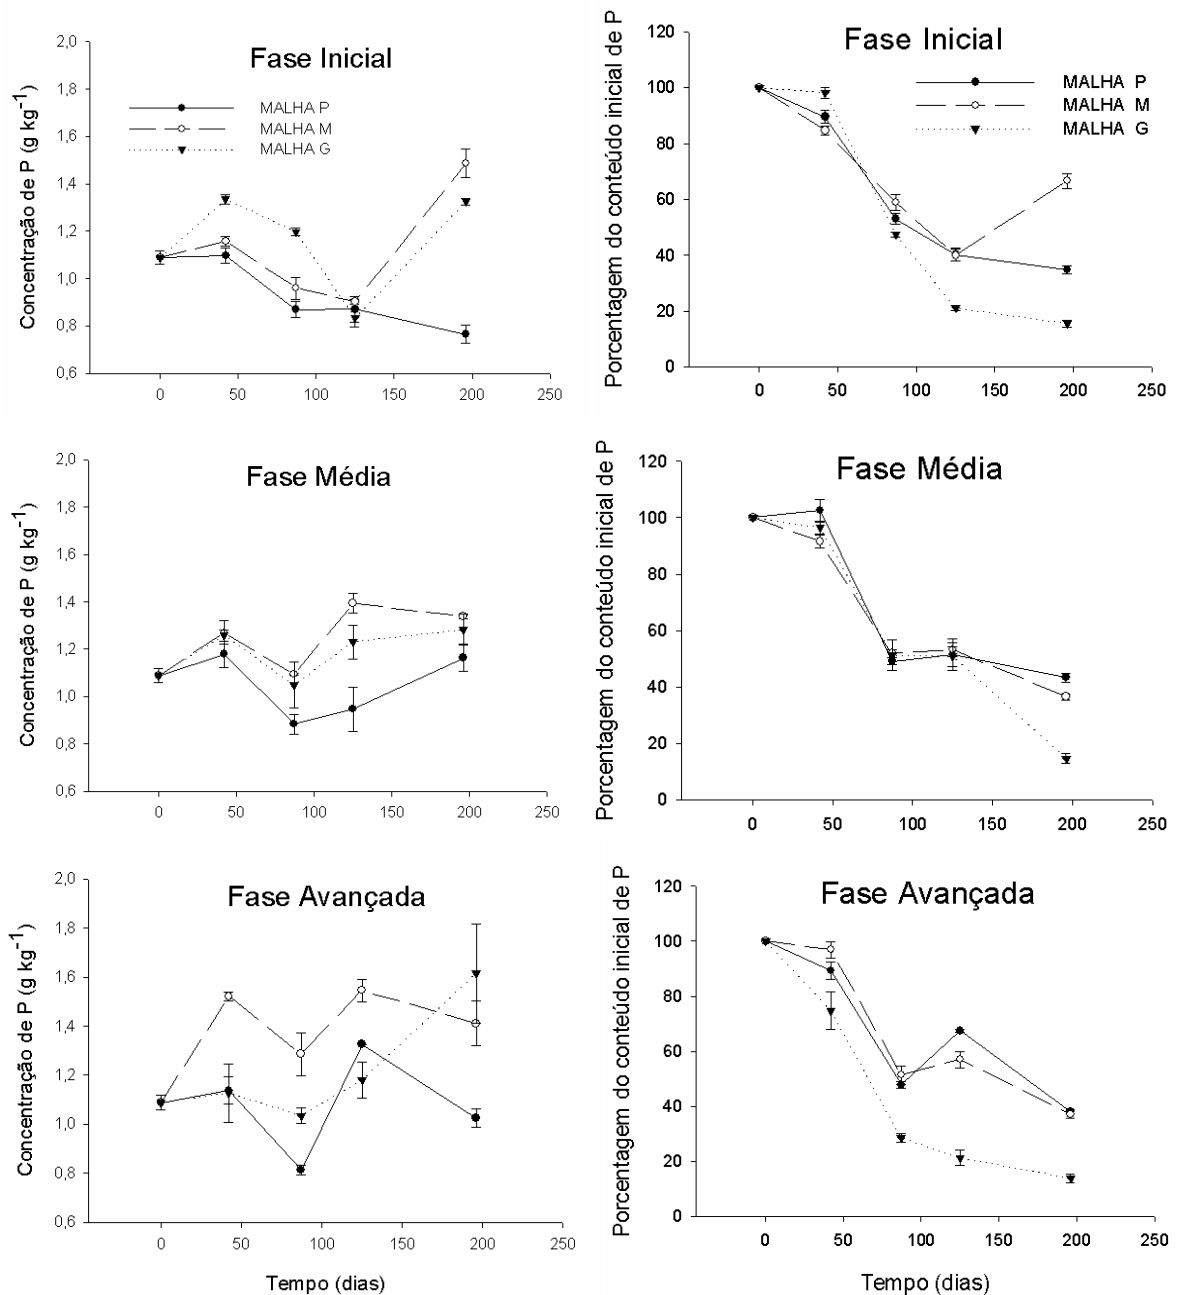 Fase Inicial
Concentração de P (g kg-1)
2,0
1,8
1,6
1,4
1,2
1,0
0,8
0,6
MALHA P
MALHA M
MALHA G
0 50 100 150 200 250
Fase Inicial
Porcentagem do conteúdo inicial de P
120
100
80
60
40
20
0
MALHA P
MALHA M
MALHA G
0 50 100 150 200 250
Fase Média
Concentração de P (g kg-1)
2,0
1,8
1,6
1,4
1,2
1,0
0,8
0,6
0 50 100 150 200 250
Fase Média
Porcentagem do conteúdo inicial de P
120
100
80
60
40
20
0
0 50 100 150 200 250
Fase Avançada
Concentração de P (g kg-1)
2,0
1,8
1,6
1,4
1,2
1,0
0,8
0,6
0 50 100 150 200 250
Tempo (dias)
Fase Avançada
Porcentagem do conteúdo inicial de P
120
100
80
60
40
20
0
0 50 100 150 200 250
Tempo (dias)